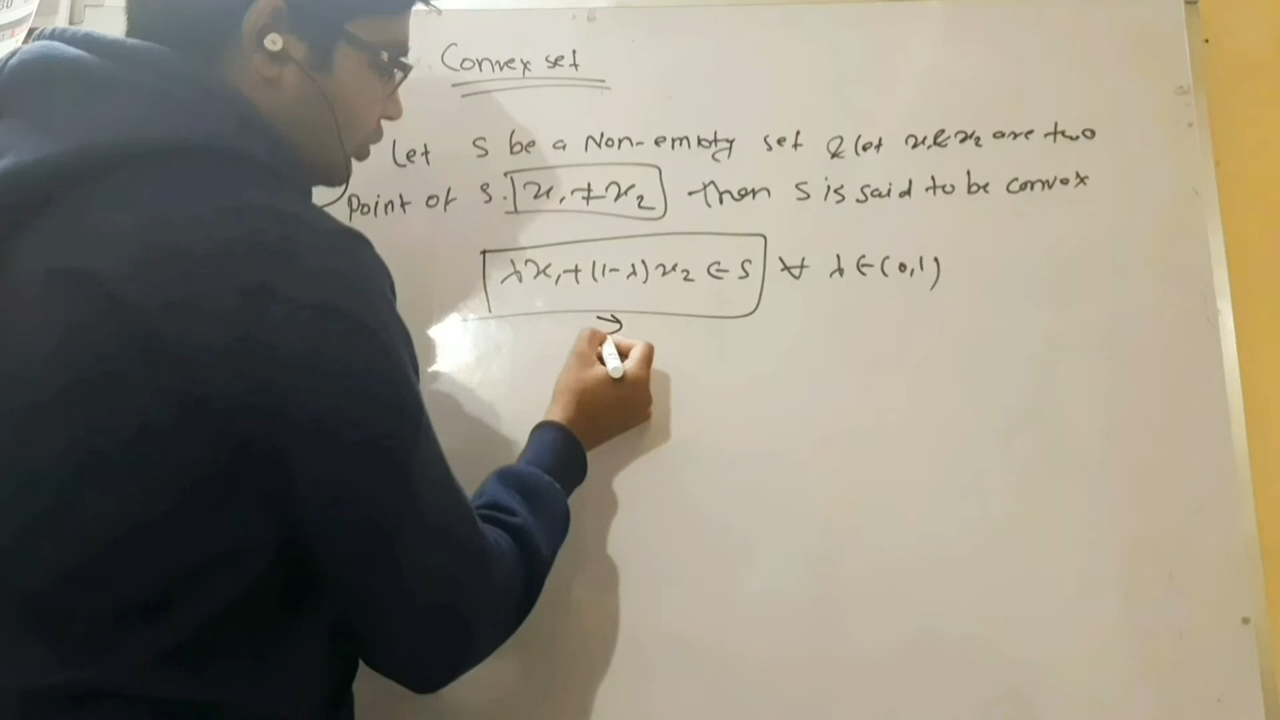 Convex set
Let S be a Non-empty set & let x₁ & x₂ are two
Point of S. x₁ ≠ x₂ then S is said to be convex
λx₁ + (1-λ) x₂ ∈ S ∀ λ ∈ (0,1)